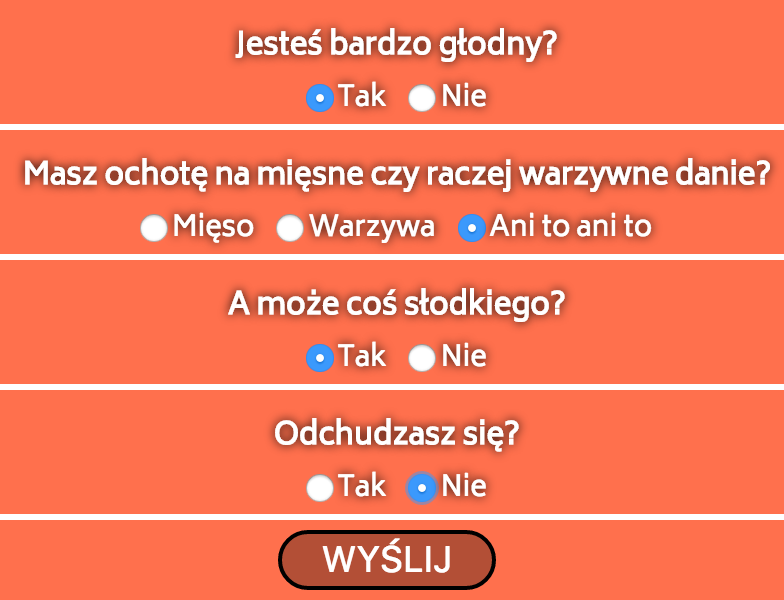 Jesteś bardzo głodny?
Tak Nie
Masz ochotę na mięsne czy raczej warzywne danie?
Mięso Warzywa Ani to ani to
A może coś słodkiego?
Tak Nie
Odchudzasz się?
Tak Nie
WYŚLIJ